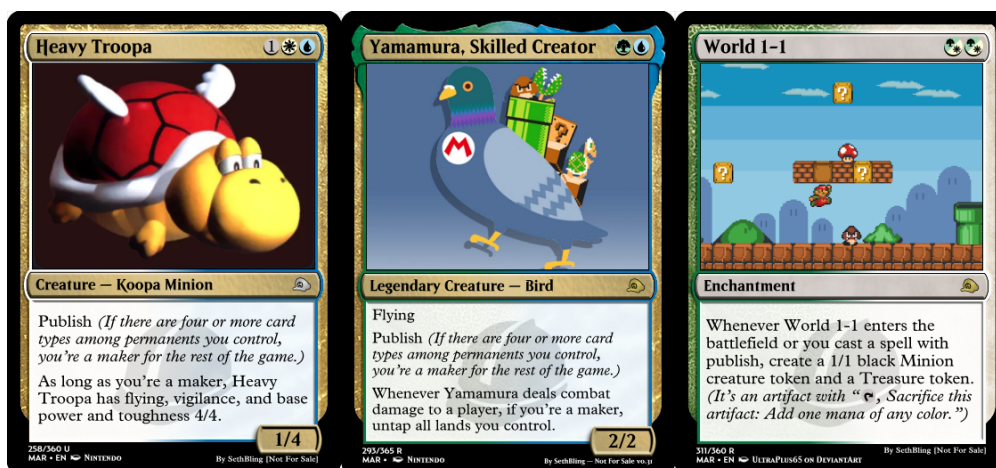 Heavy Troopa 1
Creature — Koopa Minion
Publish (If there are four or more card
types among permanents you control,
you're a maker for the rest of the game.)
As long as you're a maker, Heavy
Troopa has flying, vigilance, and base
power and toughness 4/4.
1/4
258/360 U
MAR • EN NINTENDO
By SethBling [Not For Sale]
Yamamura, Skilled Creator
M
?
Legendary Creature — Bird
Flying
Publish (If there are four or more card
types among permanents you control,
you're a maker for the rest of the game.)
Whenever Yamamura deals combat
damage to a player, if you're a maker,
untap all lands you control.
2/2
293/365 R
MAR • EN NINTENDO
By SethBling — Not For Sale v0.31
World 1-1
?
?
?
Enchantment
Whenever World 1-1 enters the
battlefield or you cast a spell with
publish, create a 1/1 black Minion
creature token and a Treasure token.
(It's an artifact with “, Sacrifice this
artifact: Add one mana of any color.”)
311/360 R
MAR • EN ULTRAPLUS65 ON DEVIANTART
By SethBling [Not For Sale]